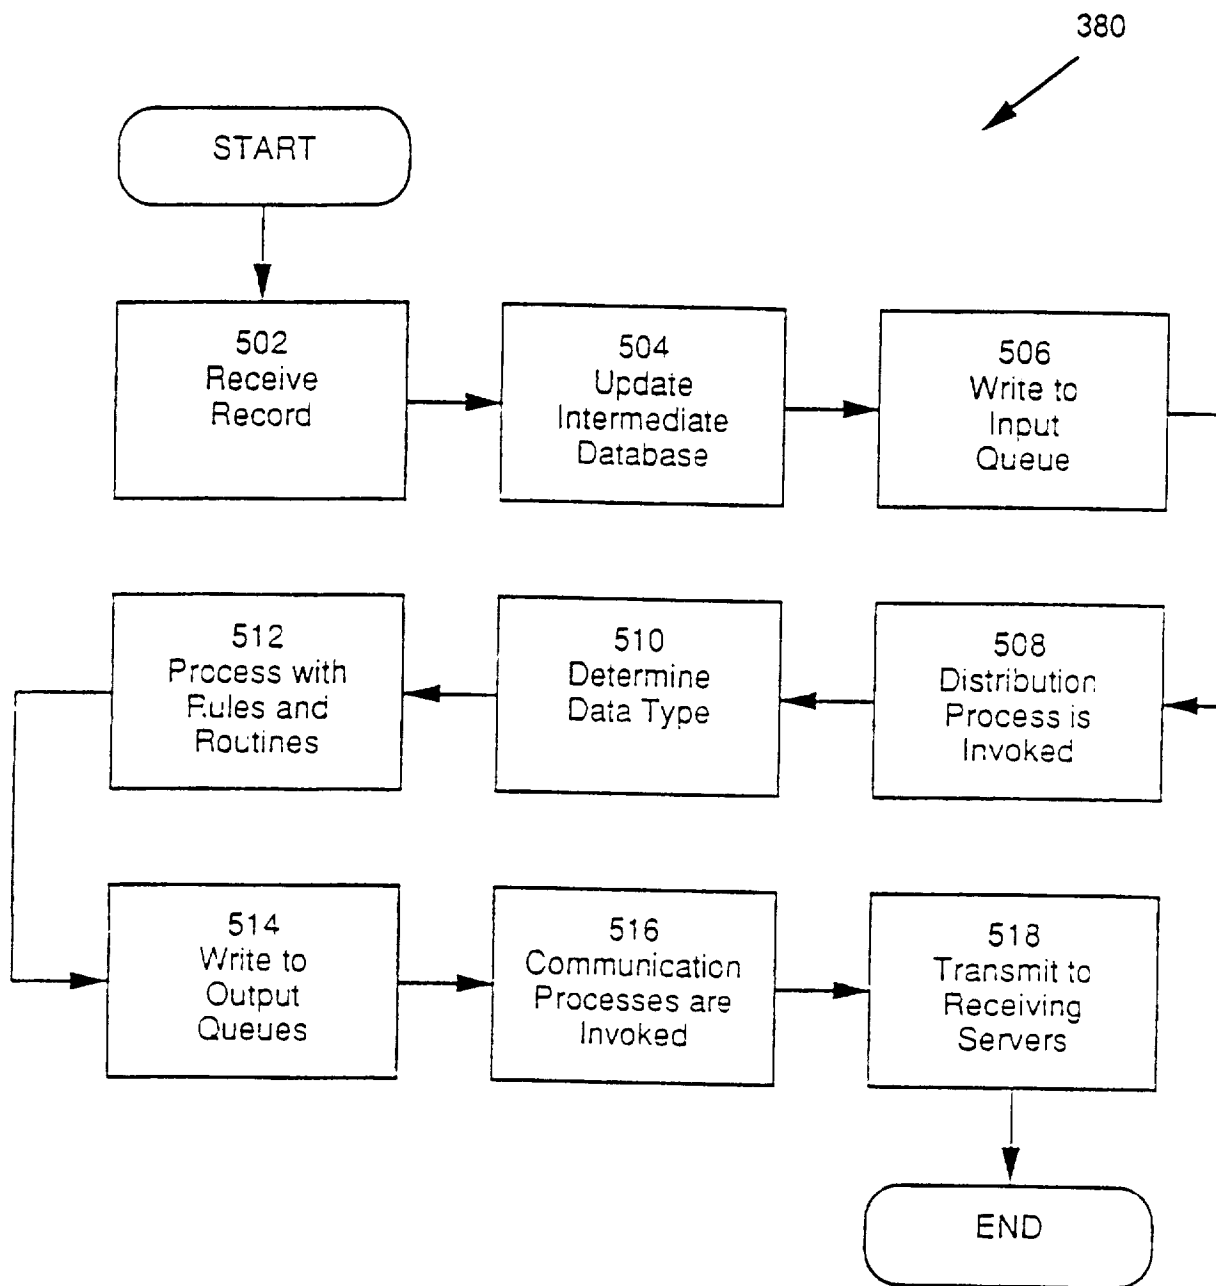 380
START
502
Receive
Record
504
Update
Intermediate
Database
506
Write to
Input
Queue
508
Distribution
Process is
Invoked
510
Determine
Data Type
512
Process with
Rules and
Routines
514
Write to
Output
Queues
516
Communication
Processes are
Invoked
518
Transmit to
Receiving
Servers
END